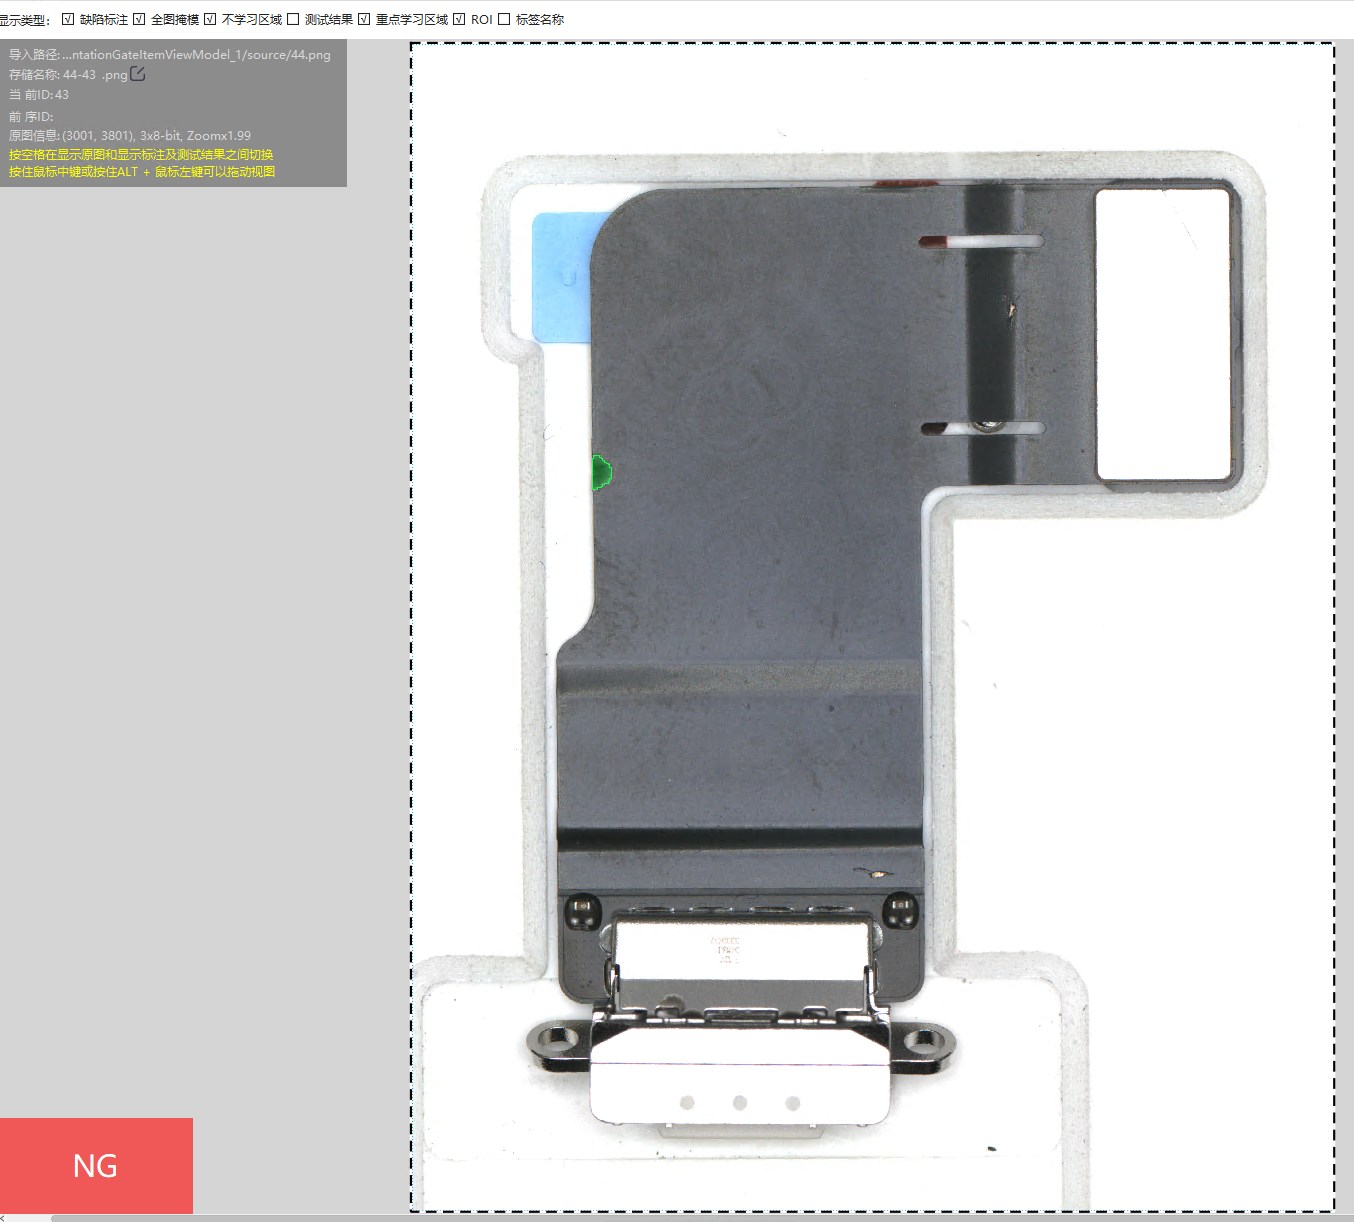 显示类型: 缺陷标注 全图掩模 不学习区域 测试结果 重点学习区域 ROI 标签名称
导入路径: ...ntationGateItemViewModel_1/source/44.png
存储名称: 44-43 .png
当 前ID: 43
前 序ID:
原图信息: (3001, 3801), 3x8-bit, Zoomx1.99
按空格在显示原图和显示标注及测试结果之间切换
按住鼠标中键或按住ALT + 鼠标左键可以拖动视图
NG